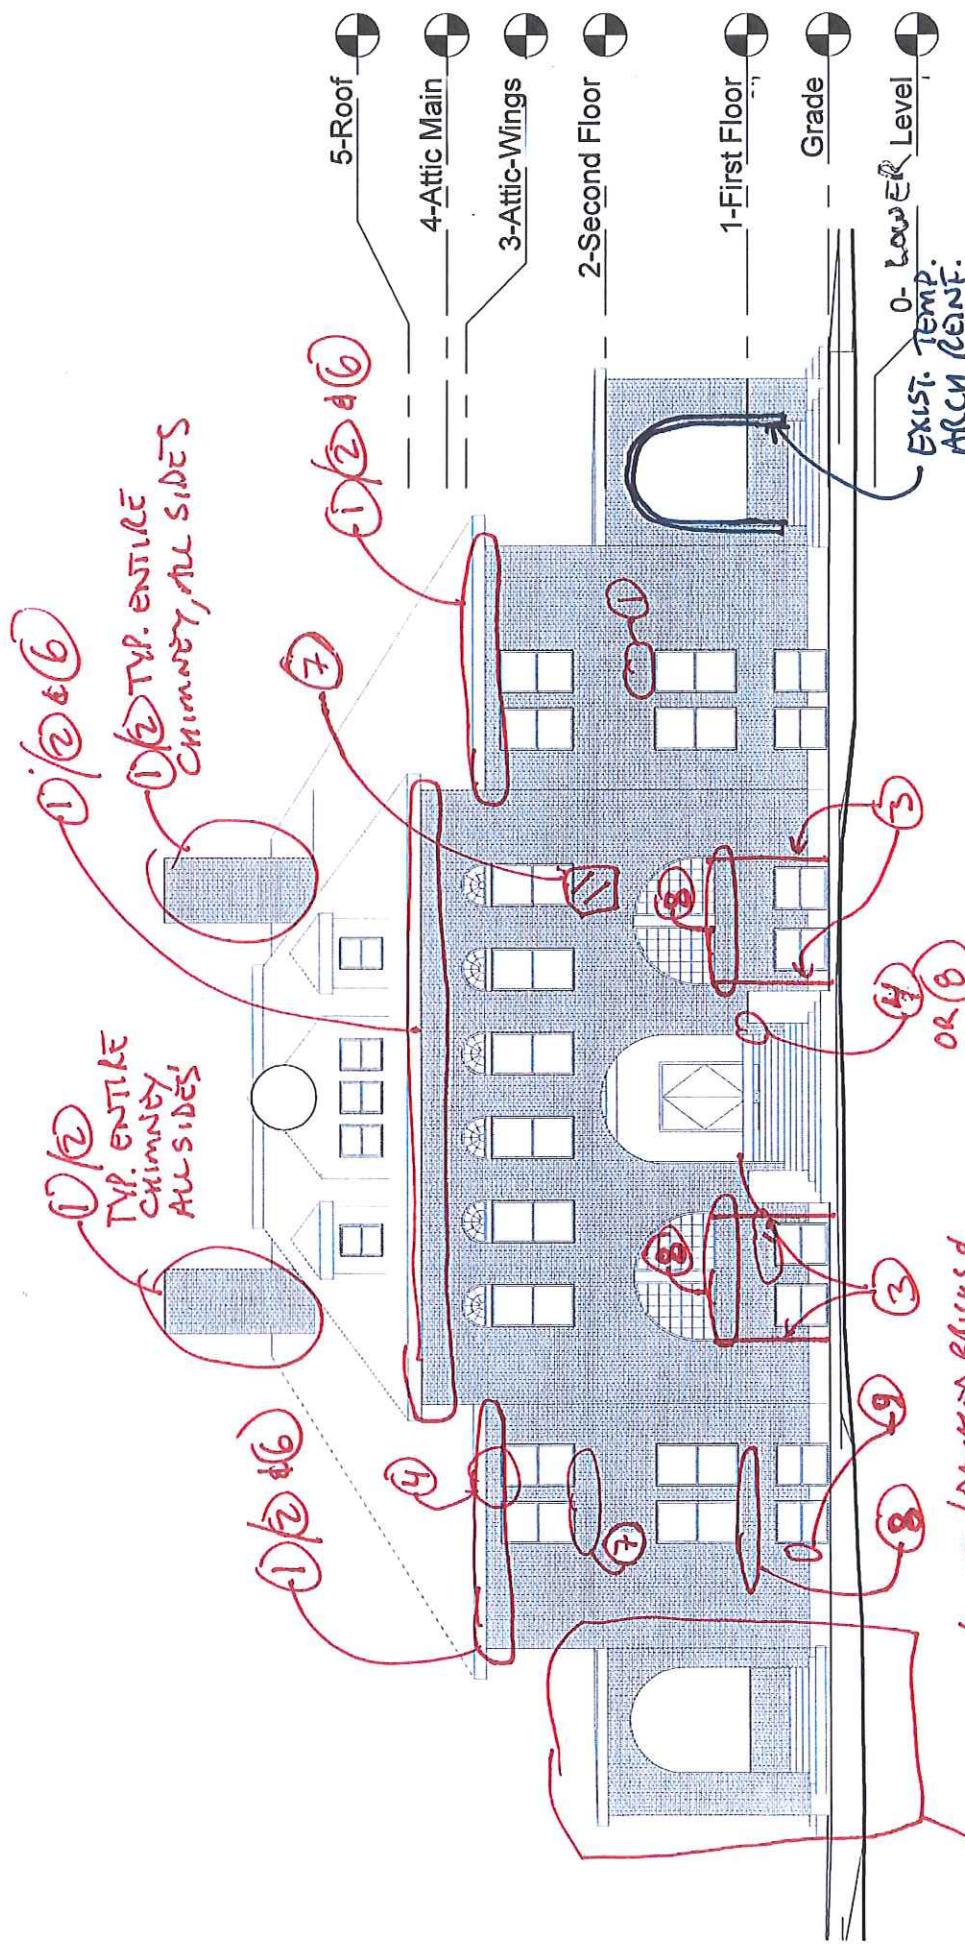 ①/② & ⑥
①/② TYP. ENTIRE
CHIMNEY, ALL SIDES
①/②
TYP. ENTIRE
CHIMNEY
ALL SIDES
①/② & ⑥
①/② & ⑥
5-Roof
4-Attic Main
3-Attic-Wings
2-Second Floor
1-First Floor
Grade
0- LOWER Level
EXIST. TEMP.
ARCH REINF.
⑦
④
①
⑦
⑧
⑧
⑧
⑨
③
③
④
OR ⑧